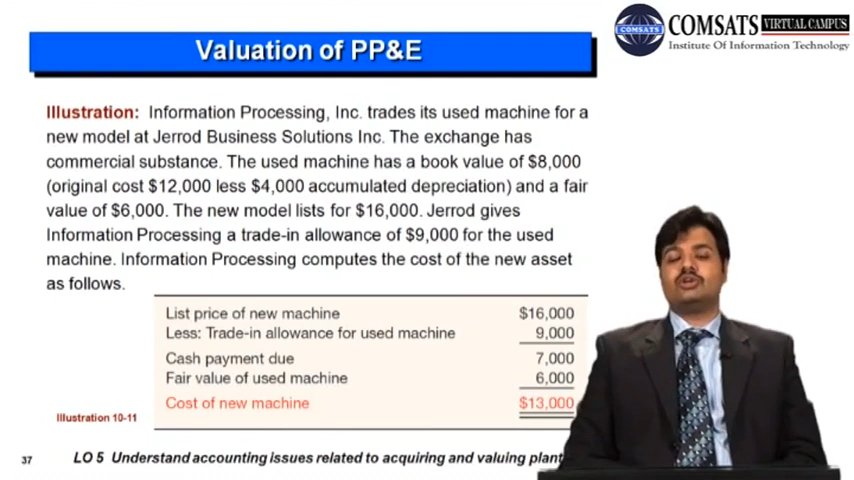 Valuation of PP&E
COMSATS VIRTUAL CAMPUS
Institute Of Information Technology
COMSATS
Illustration: Information Processing, Inc. trades its used machine for a
new model at Jerrod Business Solutions Inc. The exchange has
commercial substance. The used machine has a book value of $8,000
(original cost $12,000 less $4,000 accumulated depreciation) and a fair
value of $6,000. The new model lists for $16,000. Jerrod gives
Information Processing a trade-in allowance of $9,000 for the used
machine. Information Processing computes the cost of the new asset
as follows.
List price of new machine $16,000
Less: Trade-in allowance for used machine 9,000
Cash payment due 7,000
Fair value of used machine 6,000
Cost of new machine $13,000
Illustration 10-11
37 LO 5 Understand accounting issues related to acquiring and valuing plant